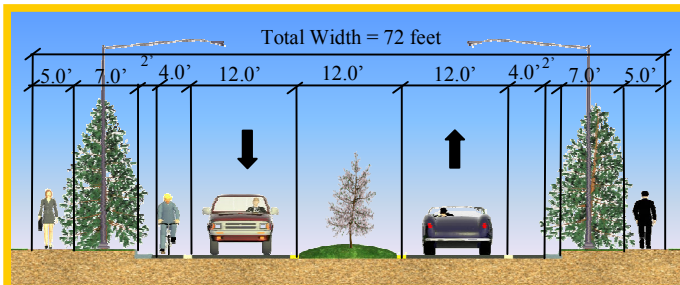 Total Width = 72 feet
5.0’ 7.0’ 2’ 4.0’ 12.0’ 12.0’ 12.0’ 4.0’ 2’ 7.0’ 5.0’